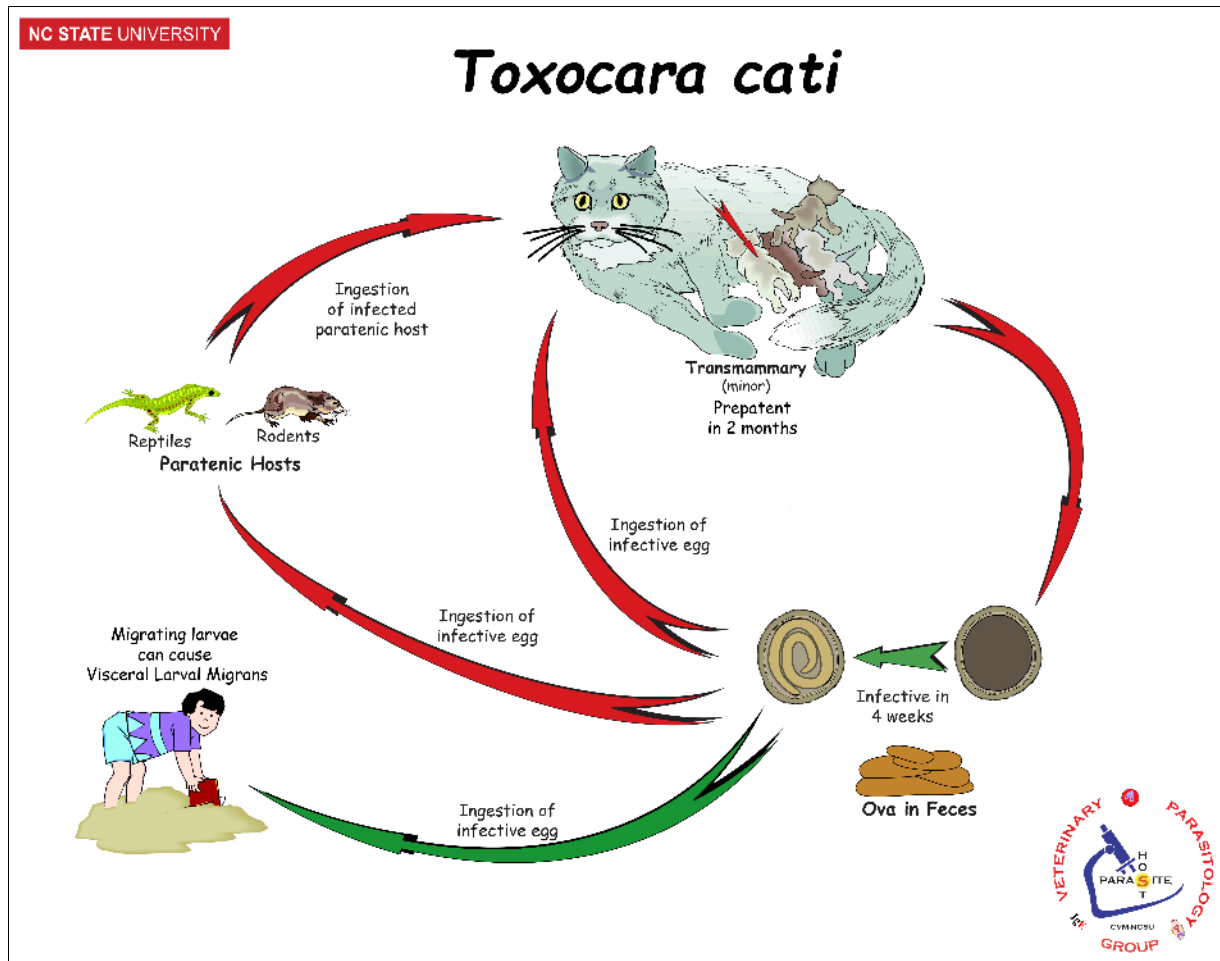 NC STATE UNIVERSITY
Toxocara cati
Ingestion
of infected
paratenic host
Transmammary
(minor)
Prepatent
in 2 months
Reptiles
Rodents
Paratenic Hosts
Ingestion of
infective egg
Ingestion of
infective egg
Migrating larvae
can cause
Visceral Larval Migrans
Infective in
4 weeks
Ova in Feces
Ingestion of
infective egg
VETERINARY PARASITOLOGY GROUP
HOST
PARASITE
CVM-NCSU